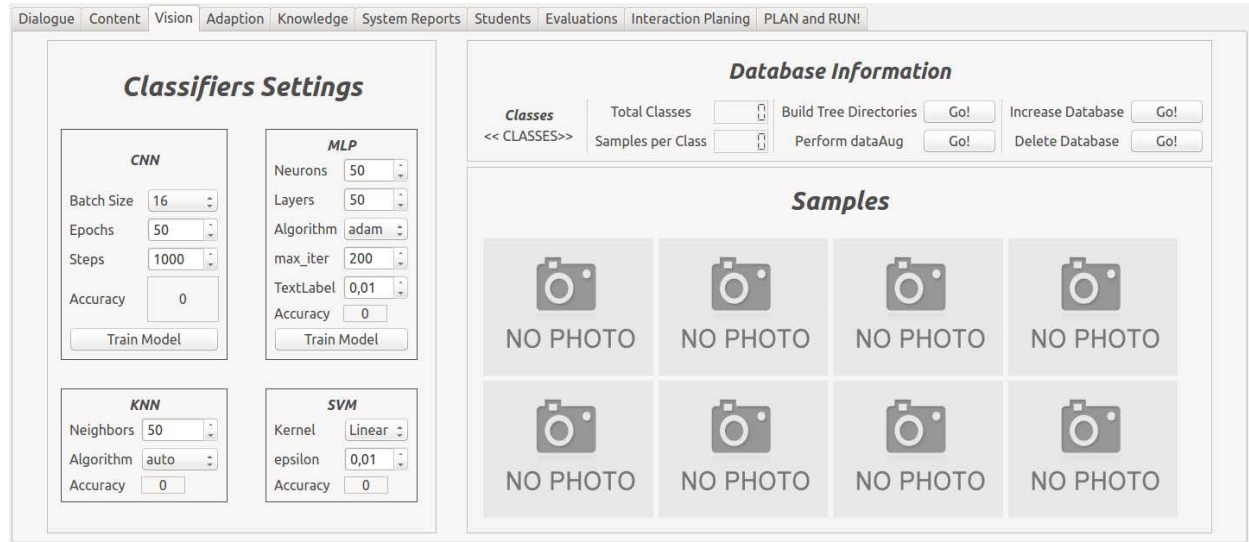 Dialogue Content Vision Adaption Knowledge System Reports Students Evaluations Interaction Planing PLAN and RUN!
Classifiers Settings
CNN
Batch Size 16
Epochs 50
Steps 1000
Accuracy 0
Train Model
MLP
Neurons 50
Layers 50
Algorithm adam
max_iter 200
TextLabel 0,01
Accuracy 0
Train Model
KNN
Neighbors 50
Algorithm auto
Accuracy 0
SVM
Kernel Linear
epsilon 0,01
Accuracy 0
Database Information
Classes
<< CLASSES>>
Total Classes 0
Samples per Class 0
Build Tree Directories Go!
Perform dataAug Go!
Increase Database Go!
Delete Database Go!
Samples
NO PHOTO NO PHOTO NO PHOTO NO PHOTO
NO PHOTO NO PHOTO NO PHOTO NO PHOTO